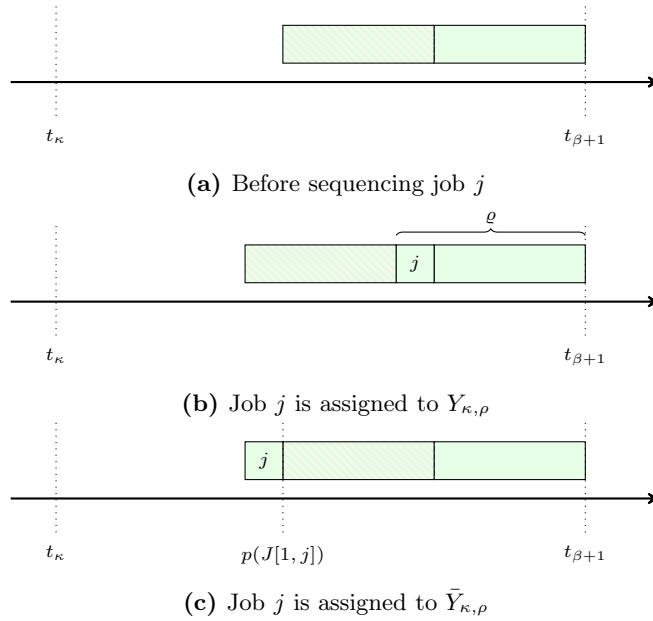 t_κ t_{β+1}
(a) Before sequencing job j
ϱ
j
t_κ t_{β+1}
(b) Job j is assigned to Y_{κ,ρ}
j
t_κ p(J[1, j]) t_{β+1}
(c) Job j is assigned to Ȳ_{κ,ρ}